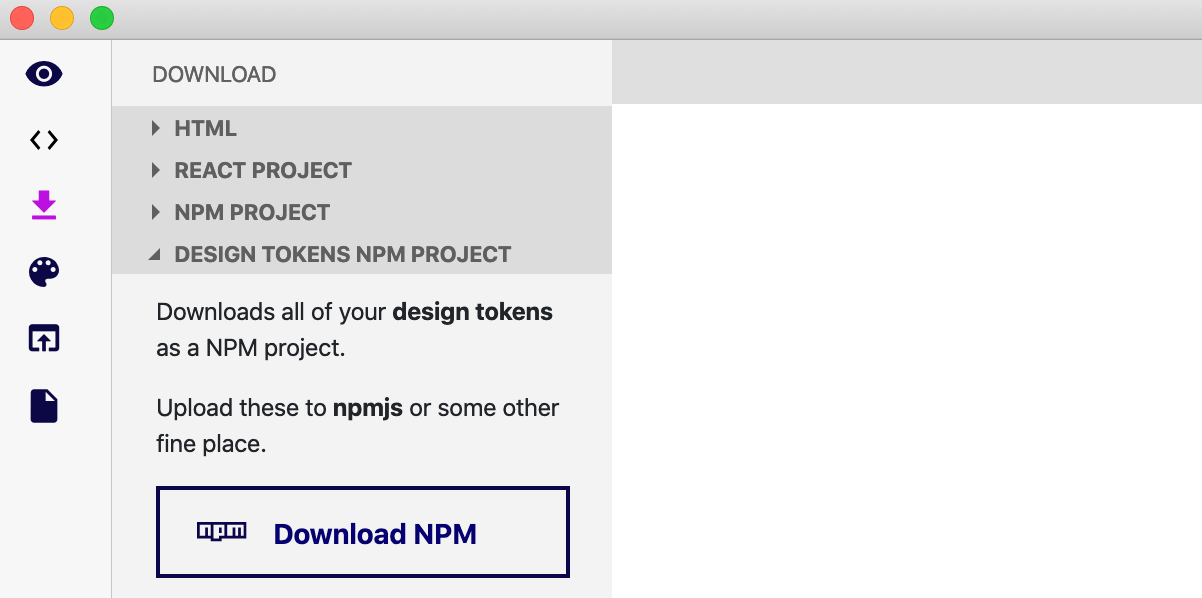 DOWNLOAD
HTML
REACT PROJECT
NPM PROJECT
DESIGN TOKENS NPM PROJECT
Downloads all of your design tokens
as a NPM project.
Upload these to npmjs or some other
fine place.
npm Download NPM